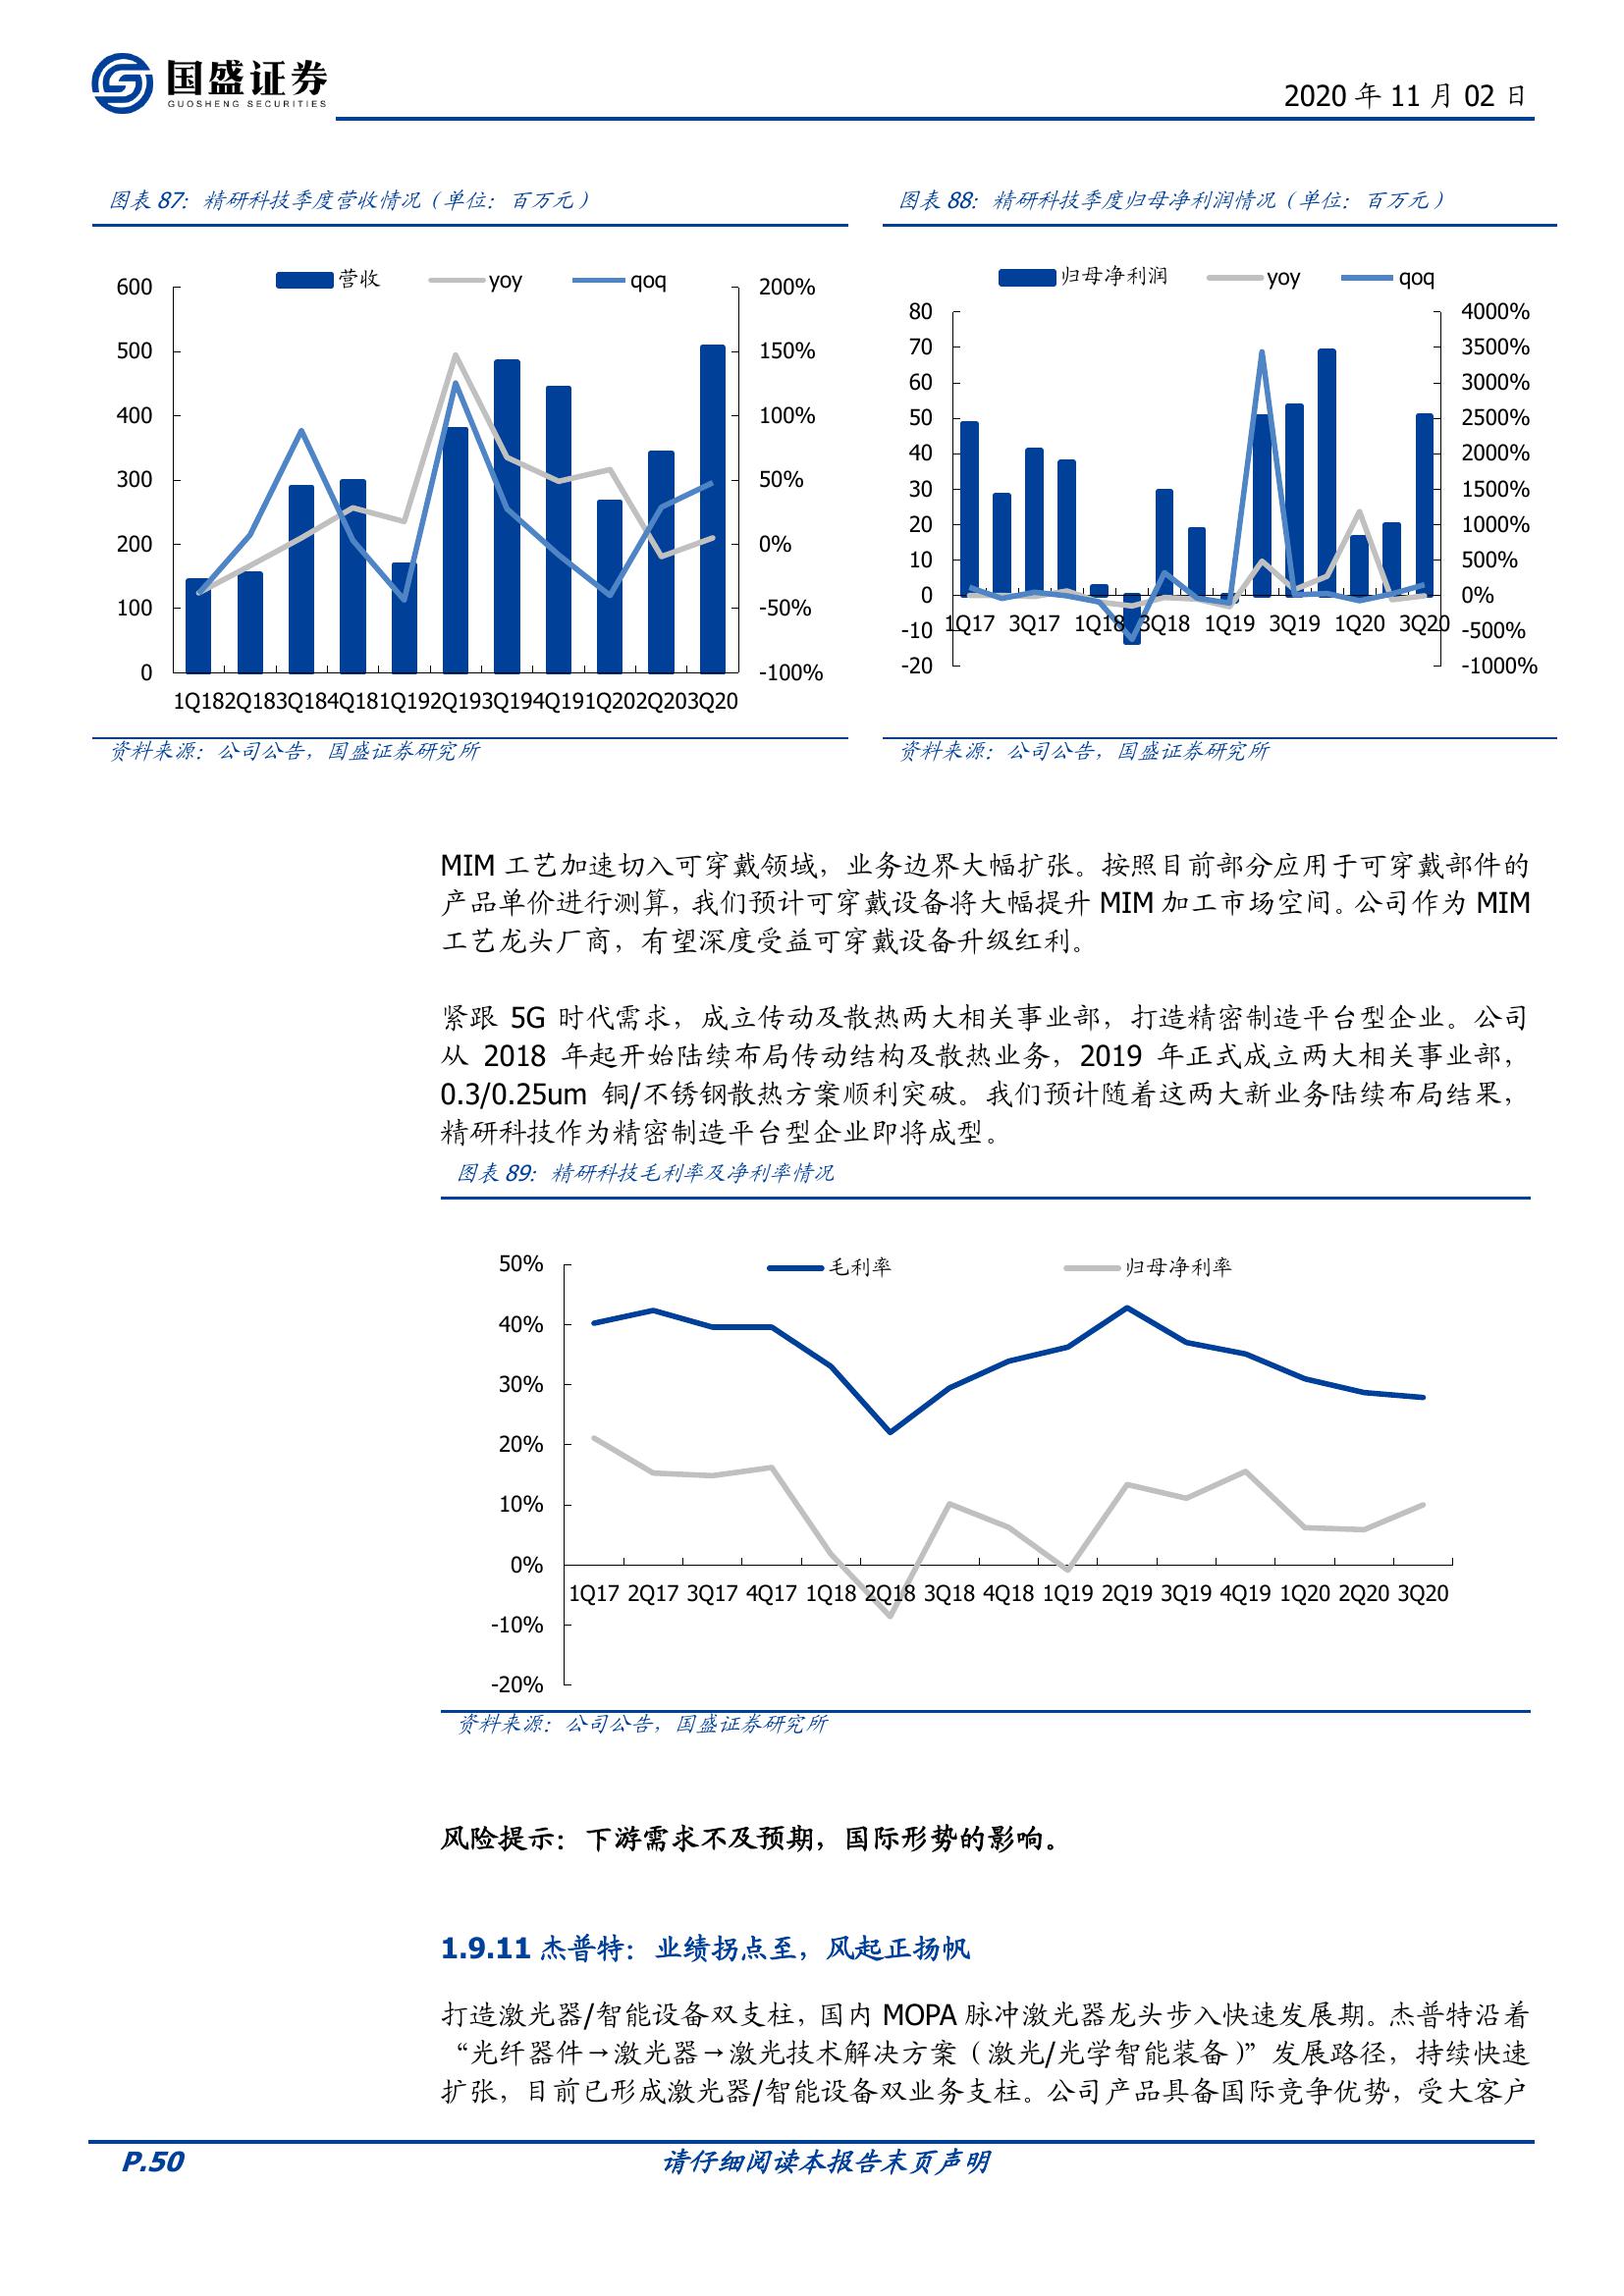 国盛证券
GUOSHENG SECURITIES
2020 年 11 月 02 日
图表 87：精研科技季度营收情况（单位：百万元）
营收 yoy qoq
600
500
400
300
200
100
0
200%
150%
100%
50%
0%
-50%
-100%
1Q18 2Q18 3Q18 4Q18 1Q19 2Q19 3Q19 4Q19 1Q20 2Q20 3Q20
资料来源：公司公告，国盛证券研究所
图表 88：精研科技季度归母净利润情况（单位：百万元）
归母净利润 yoy qoq
80
70
60
50
40
30
20
10
0
-10
-20
4000%
3500%
3000%
2500%
2000%
1500%
1000%
500%
0%
-500%
-1000%
1Q17 3Q17 1Q18 3Q18 1Q19 3Q19 1Q20 3Q20
资料来源：公司公告，国盛证券研究所
MIM 工艺加速切入可穿戴领域，业务边界大幅扩张。按照目前部分应用于可穿戴部件的
产品单价进行测算，我们预计可穿戴设备将大幅提升 MIM 加工市场空间。公司作为 MIM
工艺龙头厂商，有望深度受益可穿戴设备升级红利。
紧跟 5G 时代需求，成立传动及散热两大相关事业部，打造精密制造平台型企业。公司
从 2018 年起开始陆续布局传动结构及散热业务，2019 年正式成立两大相关事业部，
0.3/0.25um 铜/不锈钢散热方案顺利突破。我们预计随着这两大新业务陆续布局结果，
精研科技作为精密制造平台型企业即将成型。
图表 89：精研科技毛利率及净利率情况
毛利率 归母净利率
50%
40%
30%
20%
10%
0%
-10%
-20%
1Q17 2Q17 3Q17 4Q17 1Q18 2Q18 3Q18 4Q18 1Q19 2Q19 3Q19 4Q19 1Q20 2Q20 3Q20
资料来源：公司公告，国盛证券研究所
风险提示：下游需求不及预期，国际形势的影响。
1.9.11 杰普特：业绩拐点至，风起正扬帆
打造激光器/智能设备双支柱，国内 MOPA 脉冲激光器龙头步入快速发展期。杰普特沿着
“光纤器件→激光器→激光技术解决方案（激光/光学智能装备）”发展路径，持续快速
扩张，目前已形成激光器/智能设备双业务支柱。公司产品具备国际竞争优势，受大客户
P.50
请仔细阅读本报告末页声明